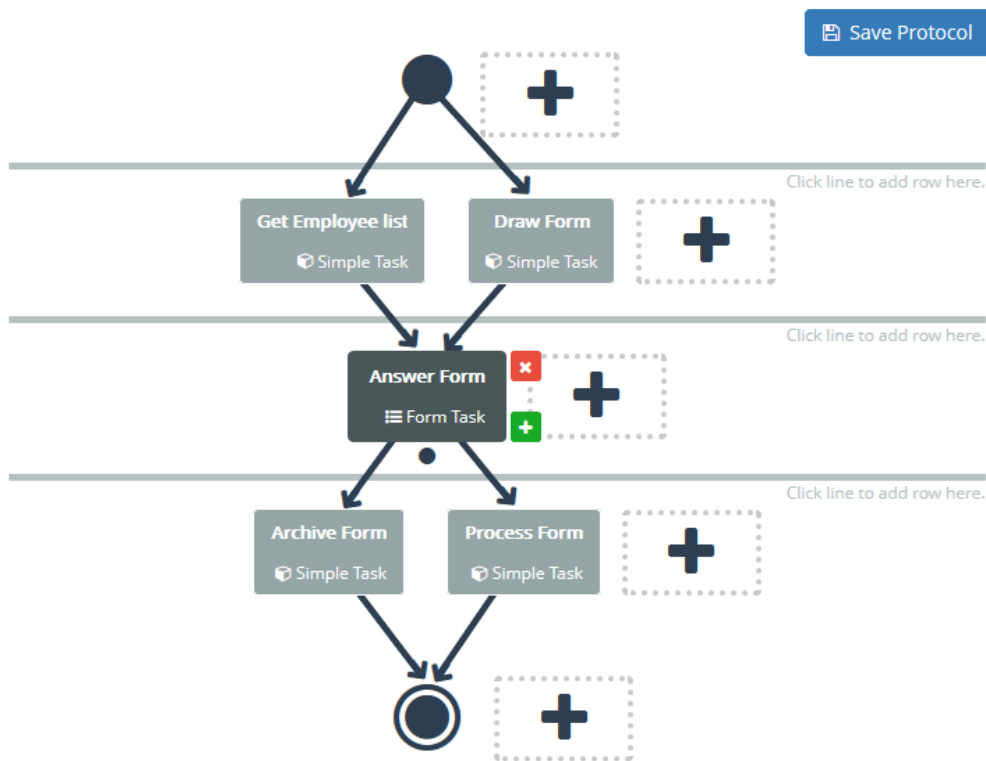 Save Protocol
Click line to add row here.
Get Employee list
Simple Task
Draw Form
Simple Task
Click line to add row here.
Answer Form
Form Task
Click line to add row here.
Archive Form
Simple Task
Process Form
Simple Task